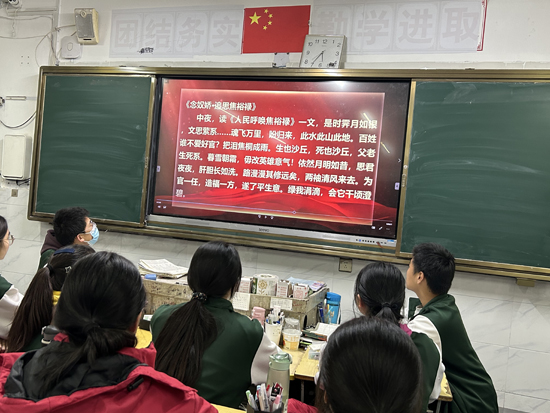 团结务实 勤学进取
《念奴娇·追思焦裕禄》
中夜，读《人民呼唤焦裕禄》一文，是时霁月如银，文思萦系……
魂飞万里，盼归来，此水此山此地。百姓
谁不爱好官？把泪焦桐成雨。生也沙丘，死也沙丘，父老
生死系。暮雪朝霜，毋改英雄意气！依然月明如昔，思君
夜夜，肝胆长如洗。路漫漫其修远矣，两袖清风来去。为
官一任，造福一方，遂了平生意。绿我涓滴，会它千顷澄
碧。